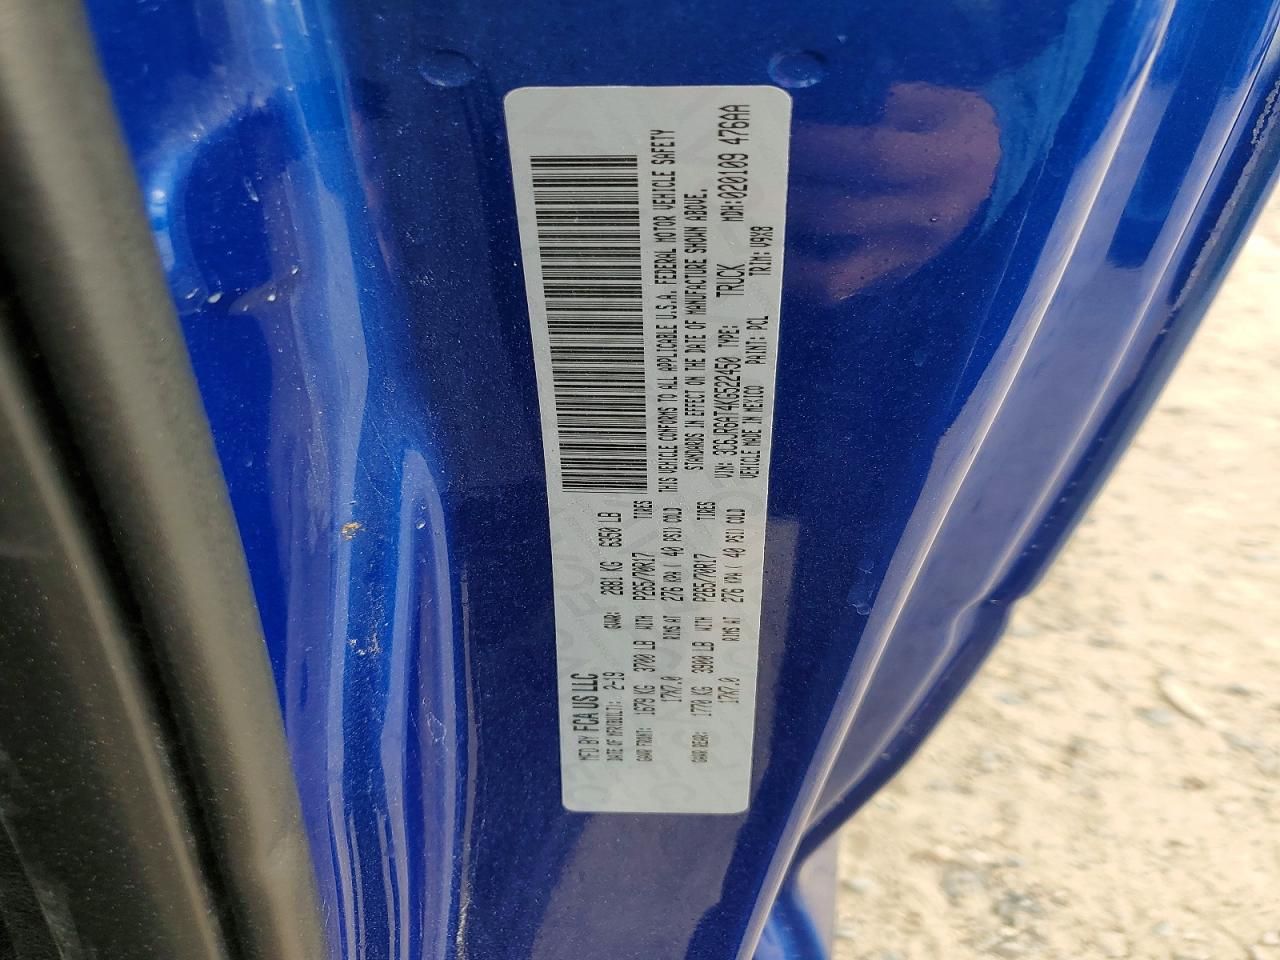 MFD BY FCA US LLC
DATE OF MFR(BUILT): 2-19 GVWR: 2881 KG 6350 LB
GAWR FRONT: 1679 KG 3700 LB WITH P265/70R17 TIRES
17X7.0 RIMS AT 276 KPA ( 40 PSI) COLD
GAWR REAR: 1770 KG 3900 LB WITH P265/70R17 TIRES
17X7.0 RIMS AT 276 KPA ( 40 PSI) COLD
THIS VEHICLE CONFORMS TO ALL APPLICABLE U.S.A. FEDERAL MOTOR VEHICLE SAFETY
STANDARDS IN EFFECT ON THE DATE OF MANUFACTURE SHOWN ABOVE.
VIN: 3C6JR6AT4KG522450 TYPE: TRUCK MDH:020109 476AA
VEHICLE MADE IN MEXICO PAINT: PCL TRIM: V9X8